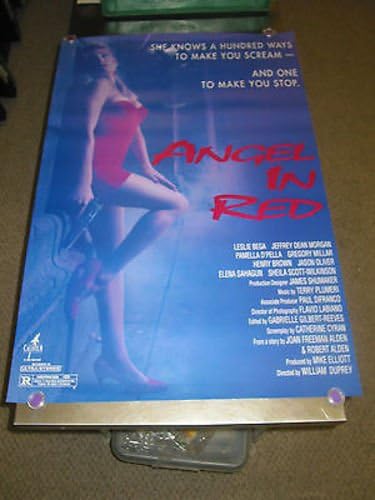 SHE KNOWS A HUNDRED WAYS
TO MAKE YOU SCREAM —
AND ONE
TO MAKE YOU STOP.
ANGEL
IN
RED
LESLIE BEGA JEFFREY DEAN MORGAN
PAMELLA D'PELLA GREGORY MILLAR
HENRY BROWN JASON OLIVER
ELENA SAHAGUN SHEILA SCOTT-WILKINSON
Production Designer JAMES SHUMAKER
Music by TERRY PLUMERI
Associate Producer PAUL DIFRANCO
Director of Photography FLAVIO LABIANO
Edited by GABRIELLE GILBERT-REEVES
Screenplay by CATHERINE CYRAN
From a story by JOAN FREEMAN ALDEN
& ROBERT ALDEN
Produced by MIKE ELLIOTT
Directed by WILLIAM DUPREY
ULTRA-STEREO
R